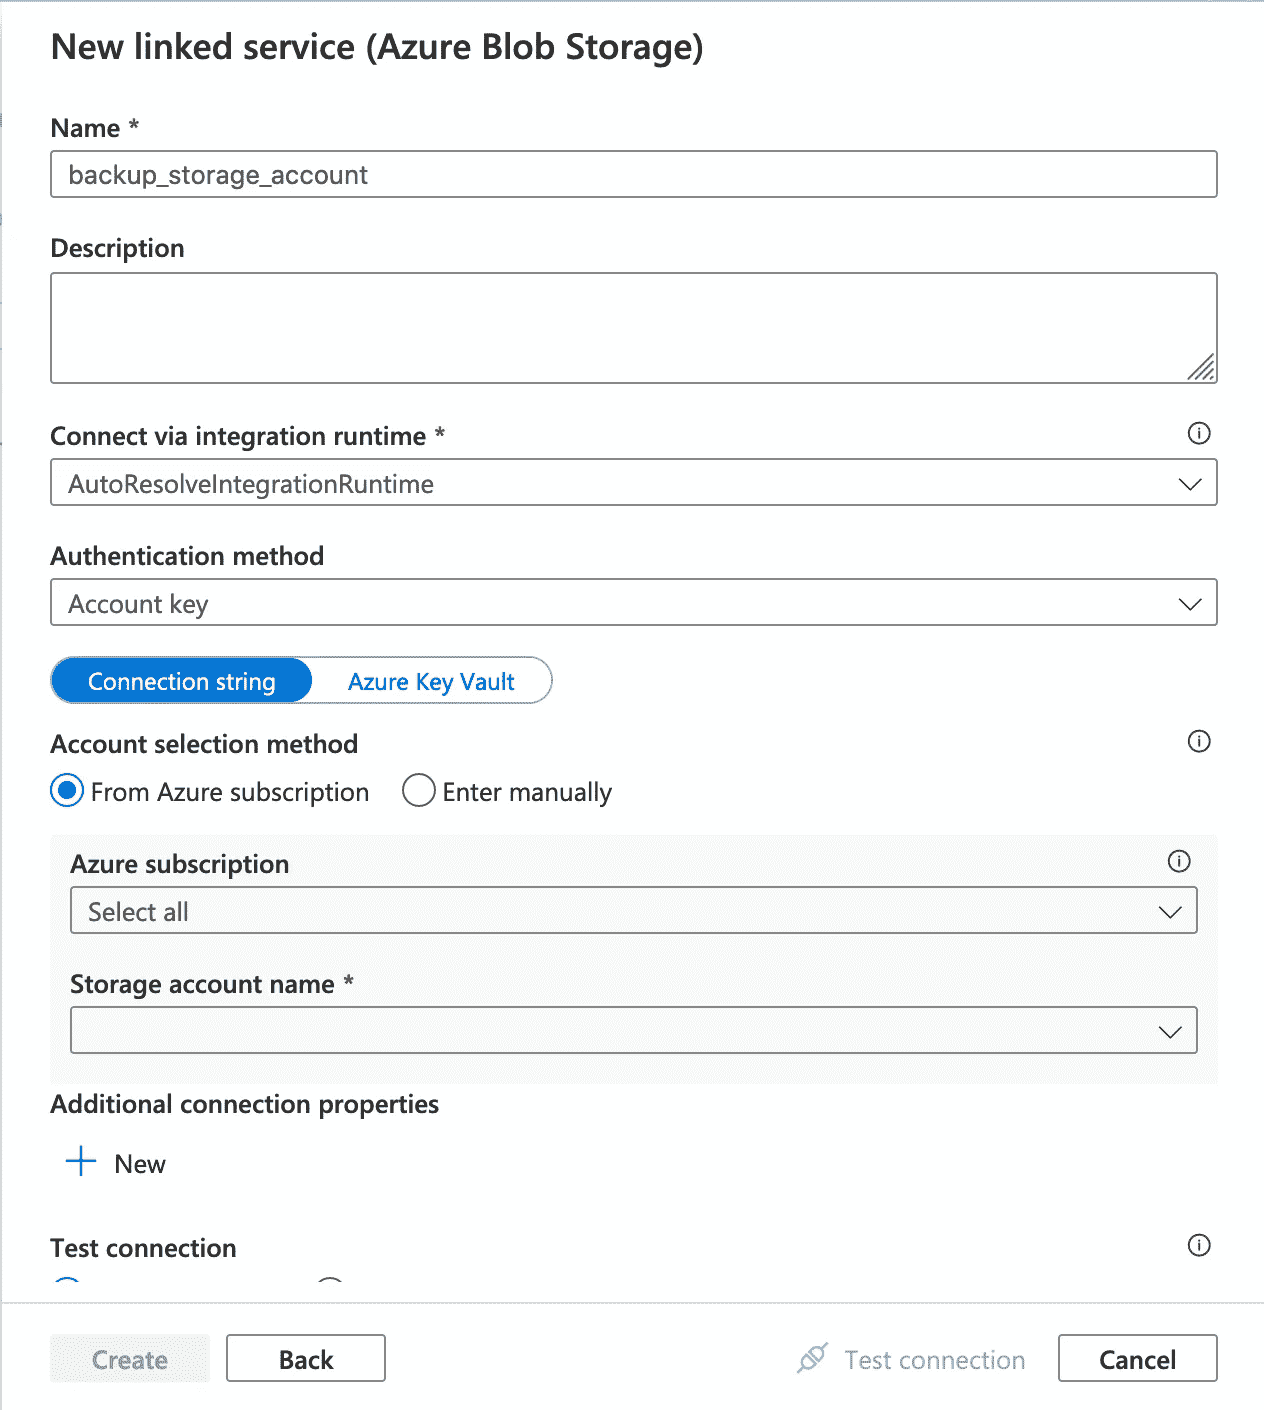 New linked service (Azure Blob Storage)
Name *
backup_storage_account
Description
Connect via integration runtime *
AutoResolveIntegrationRuntime
Authentication method
Account key
Connection string Azure Key Vault
Account selection method
From Azure subscription Enter manually
Azure subscription
Select all
Storage account name *
Additional connection properties
New
Test connection
Create Back Test connection Cancel